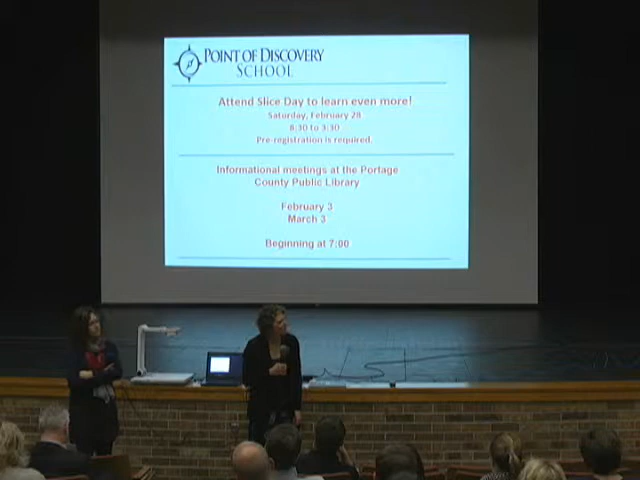 POINT OF DISCOVERY
SCHOOL
Attend Slice Day to learn even more!
Saturday, February 28
8:30 to 3:30
Pre-registration is required.
Informational meetings at the Portage
County Public Library
February 3
March 3
Beginning at 7:00